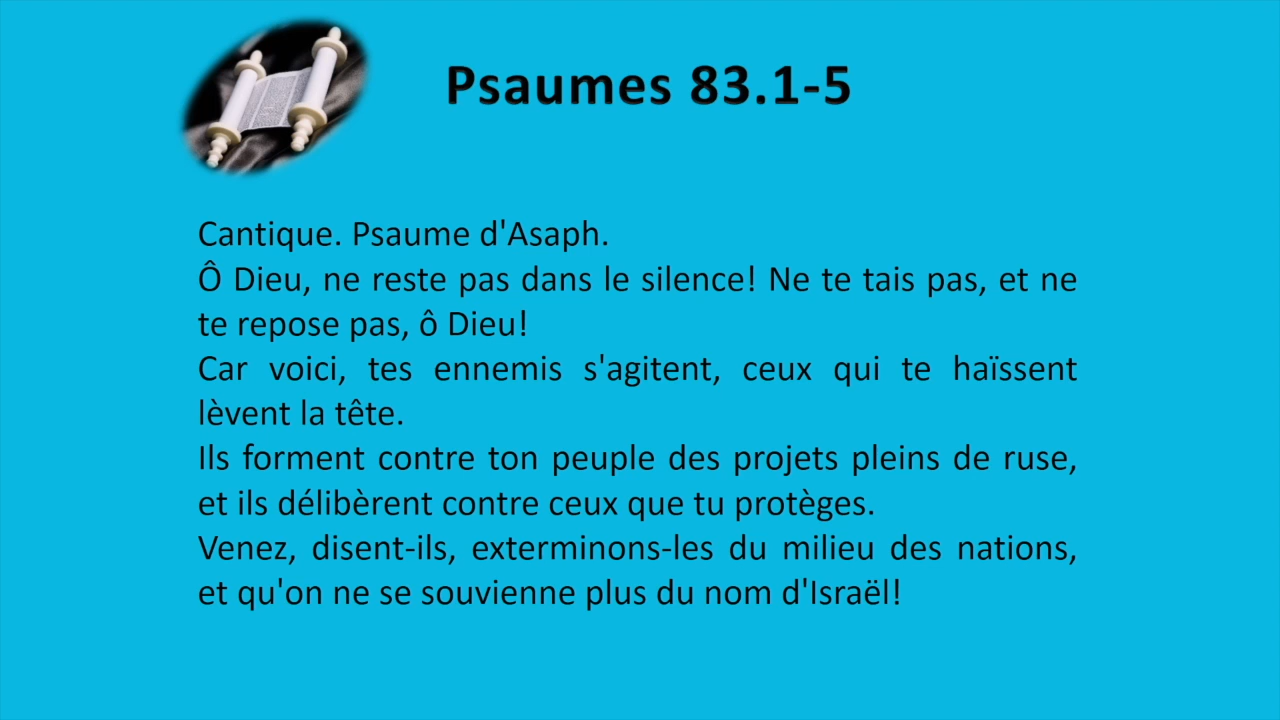 Psaumes 83.1-5
Cantique. Psaume d'Asaph.
Ô Dieu, ne reste pas dans le silence! Ne te tais pas, et ne
te repose pas, ô Dieu!
Car voici, tes ennemis s'agitent, ceux qui te haïssent
lèvent la tête.
Ils forment contre ton peuple des projets pleins de ruse,
et ils délibèrent contre ceux que tu protèges.
Venez, disent-ils, exterminons-les du milieu des nations,
et qu'on ne se souvienne plus du nom d'Israël!